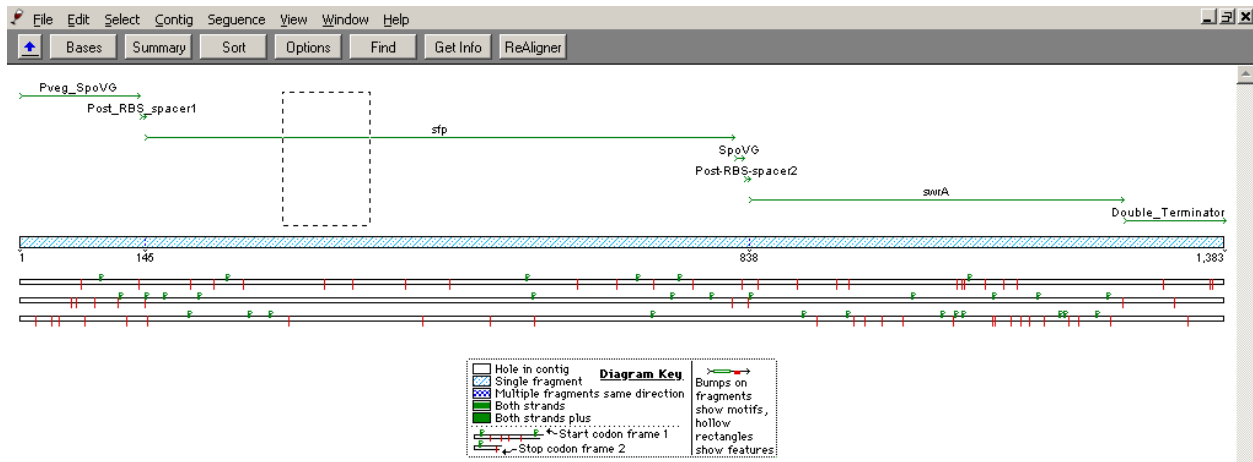 File Edit Select Contig Sequence View Window Help
Bases Summary Sort Options Find Get Info ReAligner
Pveg_SpoVG
Post_RBS_spacer1
sfp
SpoVG
Post-RBS-spacer2
swrA
Double_Terminator
1 146 838 1,383
Hole in contig
Single fragment
Multiple fragments same direction
Both strands
Both strands plus
Start codon frame 1
Stop codon frame 2
Diagram Key
Bumps on
fragments
show motifs,
hollow
rectangles
show features